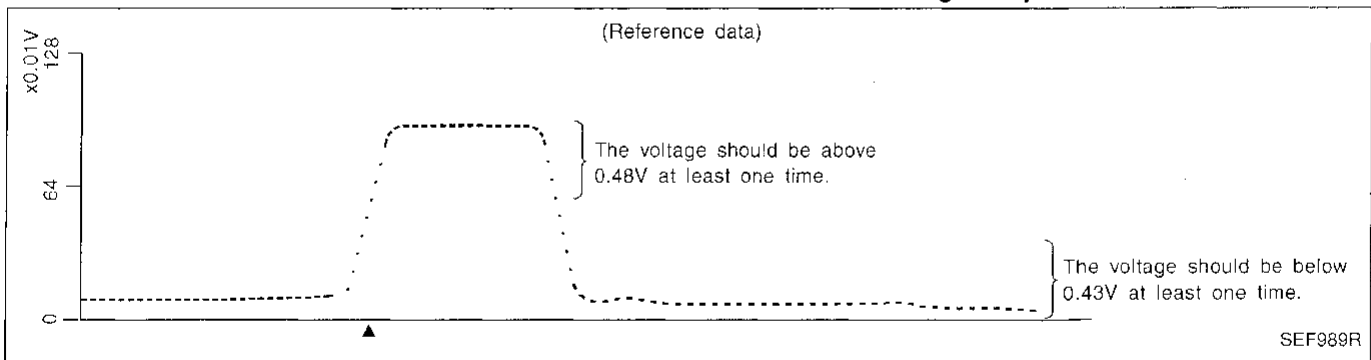 (Reference data)
x0.01V
128
64
0
The voltage should be above
0.48V at least one time.
The voltage should be below
0.43V at least one time.
SEF989R